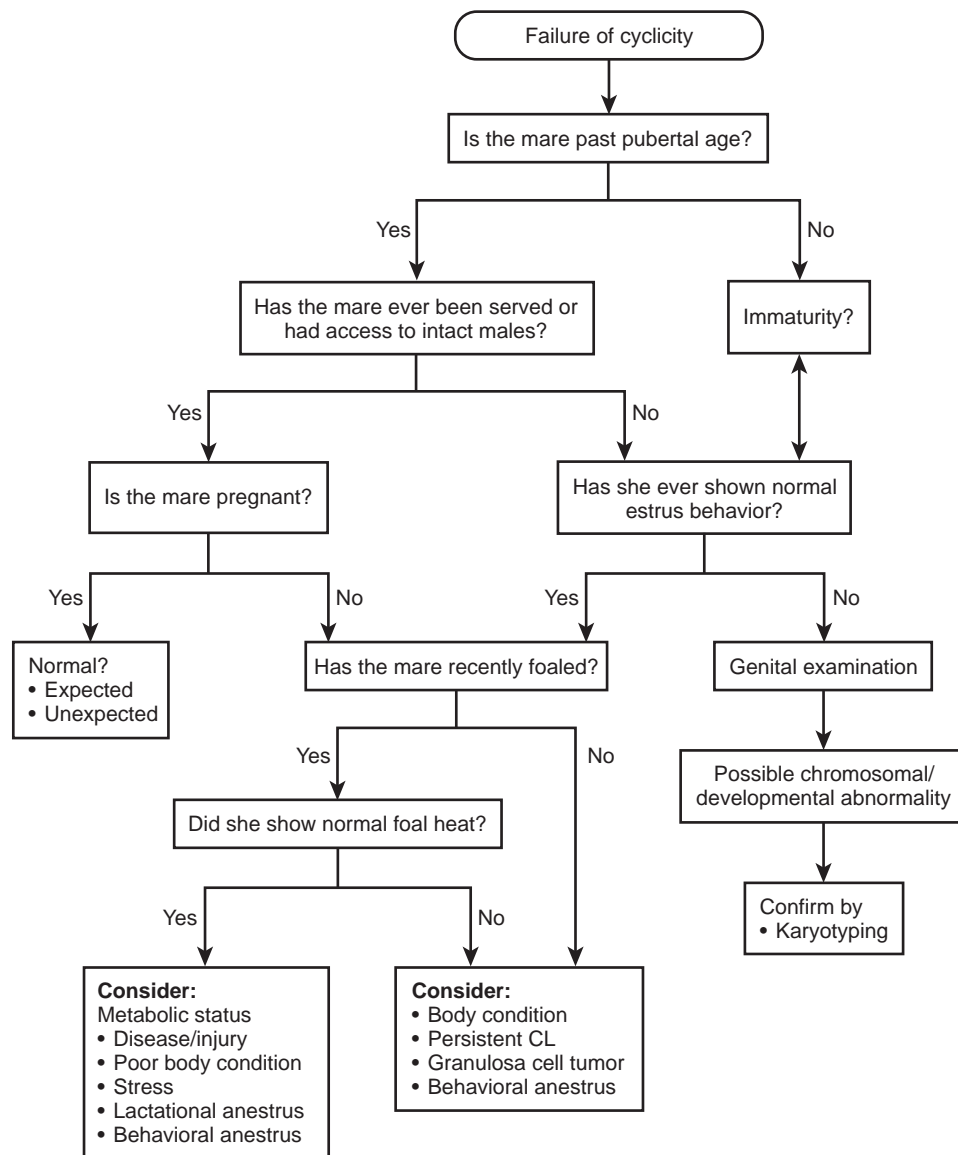 Failure of cyclicity
Is the mare past pubertal age?
Yes
No
Has the mare ever been served or
had access to intact males?
Immaturity?
Yes
No
Is the mare pregnant?
Has she ever shown normal
estrus behavior?
Yes
No
Yes
No
Normal?
• Expected
• Unexpected
Has the mare recently foaled?
Genital examination
Yes
No
Possible chromosomal/
developmental abnormality
Did she show normal foal heat?
Yes
No
Confirm by
• Karyotyping
Consider:
Metabolic status
• Disease/injury
• Poor body condition
• Stress
• Lactational anestrus
• Behavioral anestrus
Consider:
• Body condition
• Persistent CL
• Granulosa cell tumor
• Behavioral anestrus